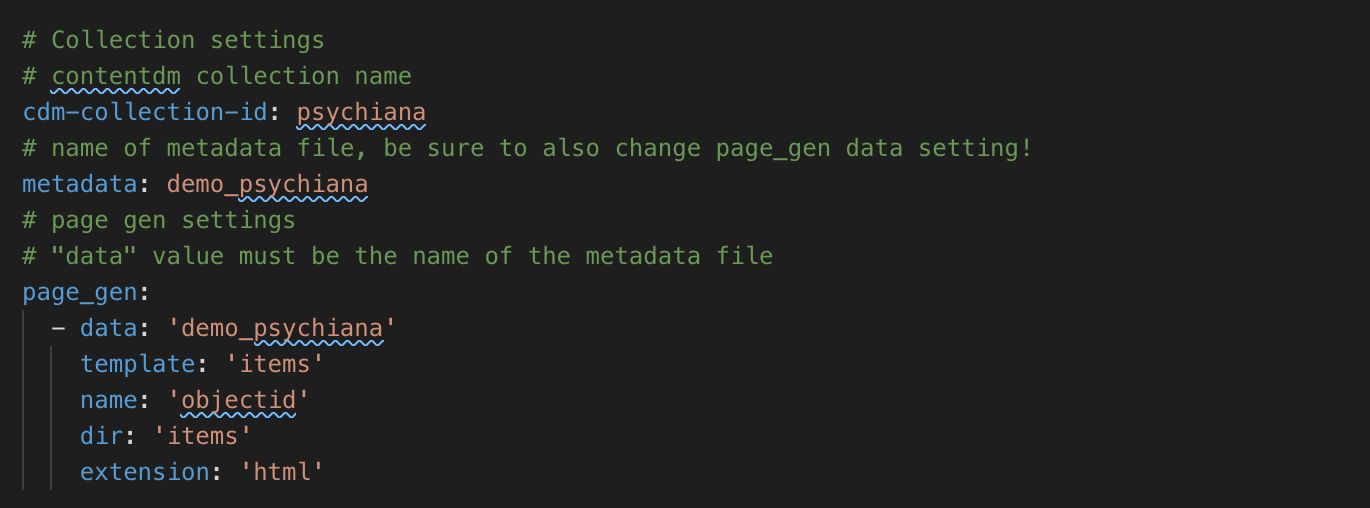 # Collection settings
# contentdm collection name
cdm-collection-id: psychiana
# name of metadata file, be sure to also change page_gen data setting!
metadata: demo_psychiana
# page gen settings
# "data" value must be the name of the metadata file
page_gen:
  - data: 'demo_psychiana'
    template: 'items'
    name: 'objectid'
    dir: 'items'
    extension: 'html'